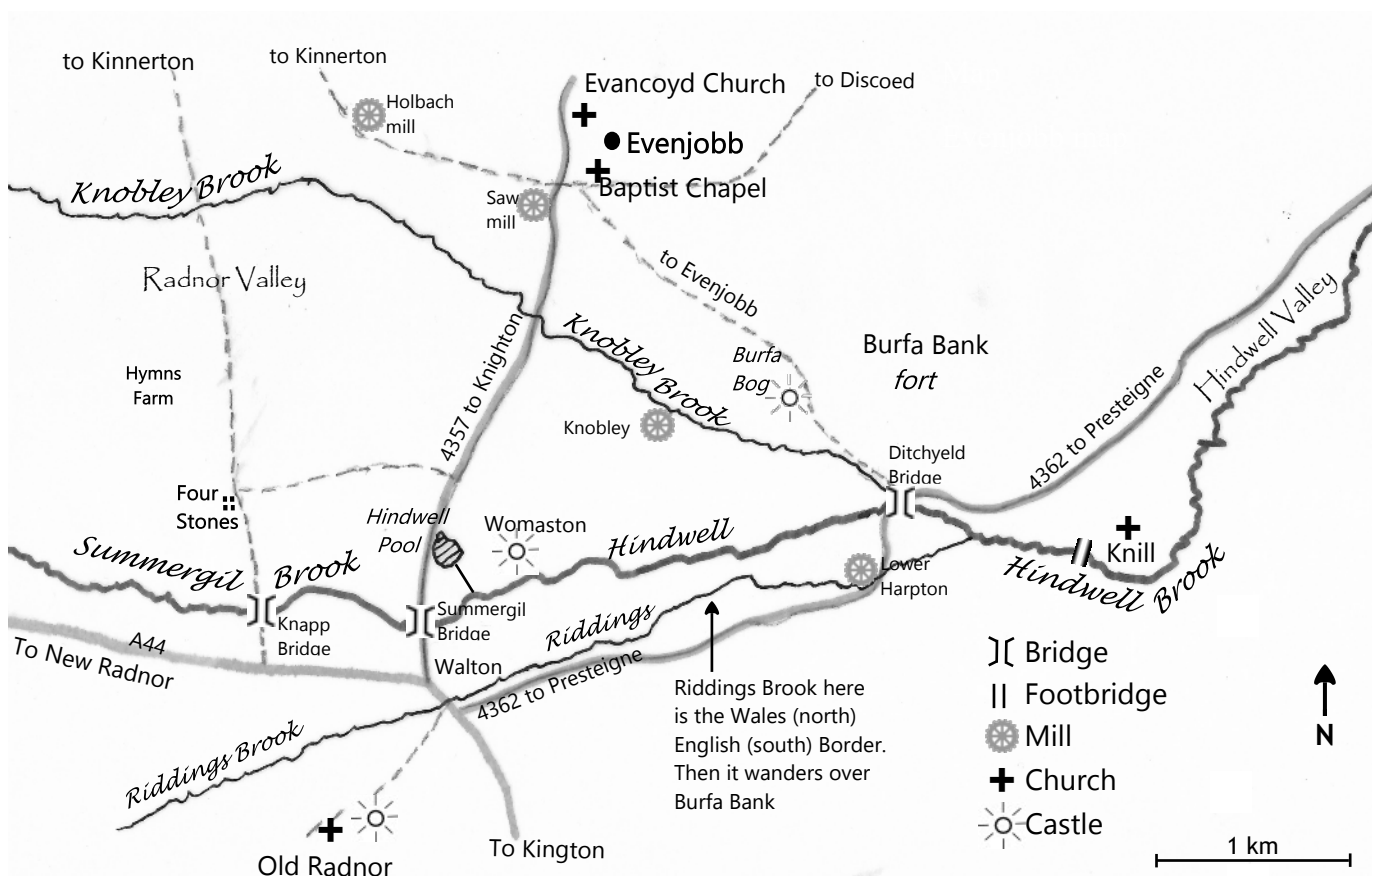 to Kinnerton
to Kinnerton
Evancoyd Church
to Discoed
Holbach
mill
Evenjobb
Baptist Chapel
Knobley Brook
Saw
mill
Radnor Valley
to Evenjobb
Hindwell Valley
4357 to Knighton
Knobley Brook
Burfa
Bog
Burfa Bank
fort
Hymns
Farm
Knobley
4362 to Presteigne
Ditchyeld
Bridge
Four
Stones
Hindwell
Pool
Womaston
Hindwell
Knill
Summergil Brook
Lower
Harpton
Hindwell Brook
Knapp
Bridge
Summergil
Bridge
Riddings
A44
To New Radnor
Walton
4362 to Presteigne
Riddings Brook
Riddings Brook here
is the Wales (north)
English (south) Border.
Then it wanders over
Burfa Bank
Bridge
Footbridge
Mill
Church
Castle
N
Old Radnor
To Kington
1 km